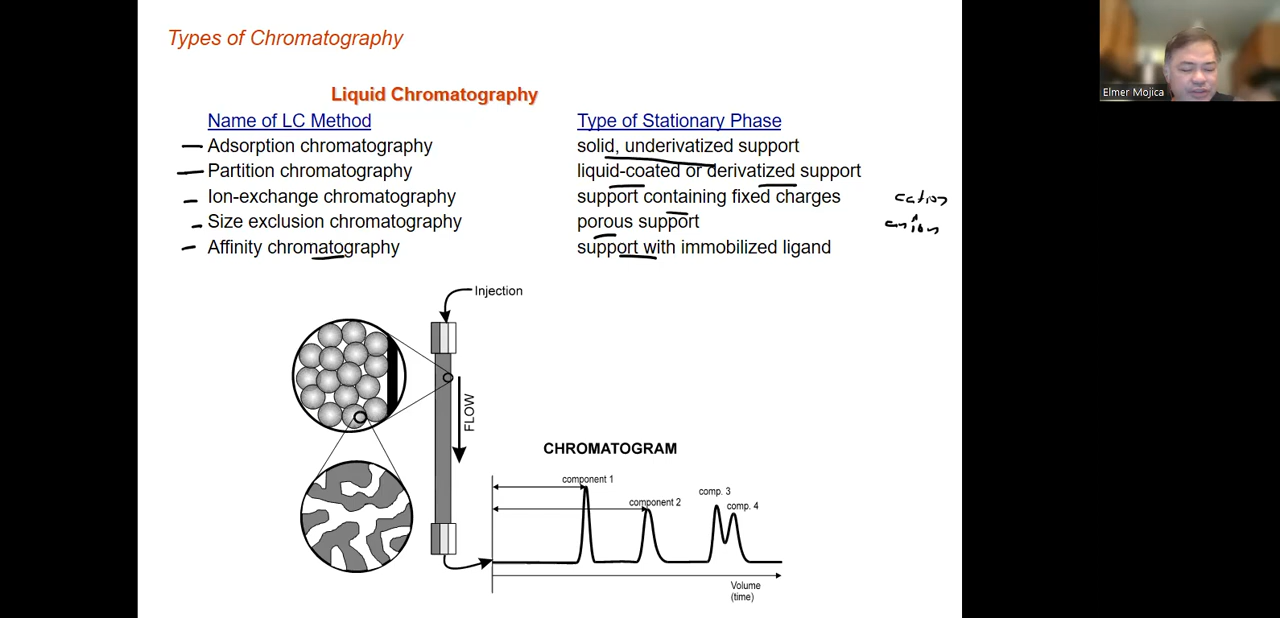 Types of Chromatography
Elmer Mojica
Liquid Chromatography
Name of LC Method Type of Stationary Phase
Adsorption chromatography solid, underivatized support
Partition chromatography liquid-coated or derivatized support
Ion-exchange chromatography support containing fixed charges cation
Size exclusion chromatography porous support anion
Affinity chromatography support with immobilized ligand
Injection
FLOW
CHROMATOGRAM
component 1
component 2
comp. 3
comp. 4
Volume
(time)